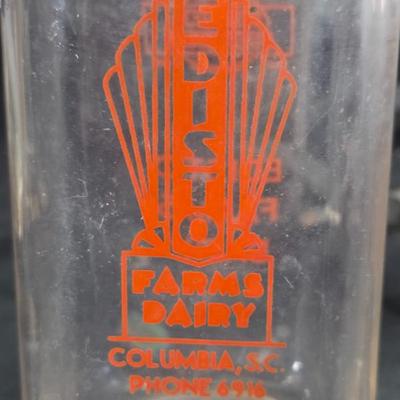 EDISTO
FARMS
DAIRY
COLUMBIA, S.C.
PHONE 6916